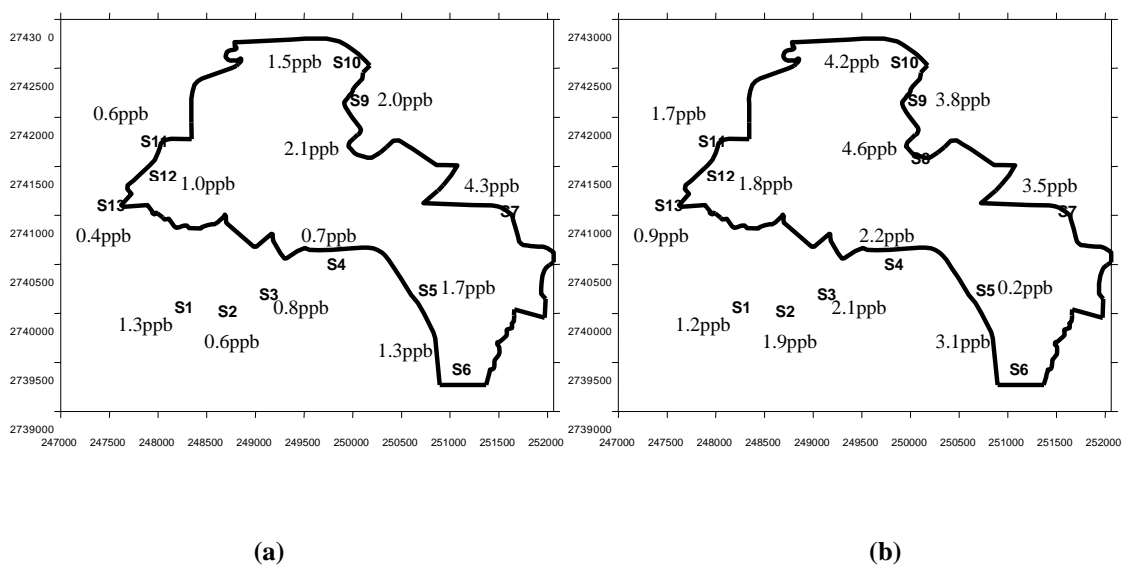 2743000
2742500
2742000
2741500
2741000
2740500
2740000
2739500
2739000
247000 247500 248000 248500 249000 249500 250000 250500 251000 251500 252000
1.5ppb S10
S9 2.0ppb
0.6ppb
S11 2.1ppb
S12 1.0ppb 4.3ppb
S13 S7
0.4ppb 0.7ppb
S4
S3 S5 1.7ppb
S1 S2 0.8ppb
1.3ppb 0.6ppb 1.3ppb
S6
(a)
2743000
2742500
2742000
2741500
2741000
2740500
2740000
2739500
2739000
247000 247500 248000 248500 249000 249500 250000 250500 251000 251500 252000
4.2ppb S10
S9 3.8ppb
1.7ppb
S11 4.6ppb S8
S12 1.8ppb 3.5ppb
S13 S7
0.9ppb 2.2ppb
S4
S3 S5 0.2ppb
S1 S2 2.1ppb
1.2ppb 1.9ppb 3.1ppb
S6
(b)